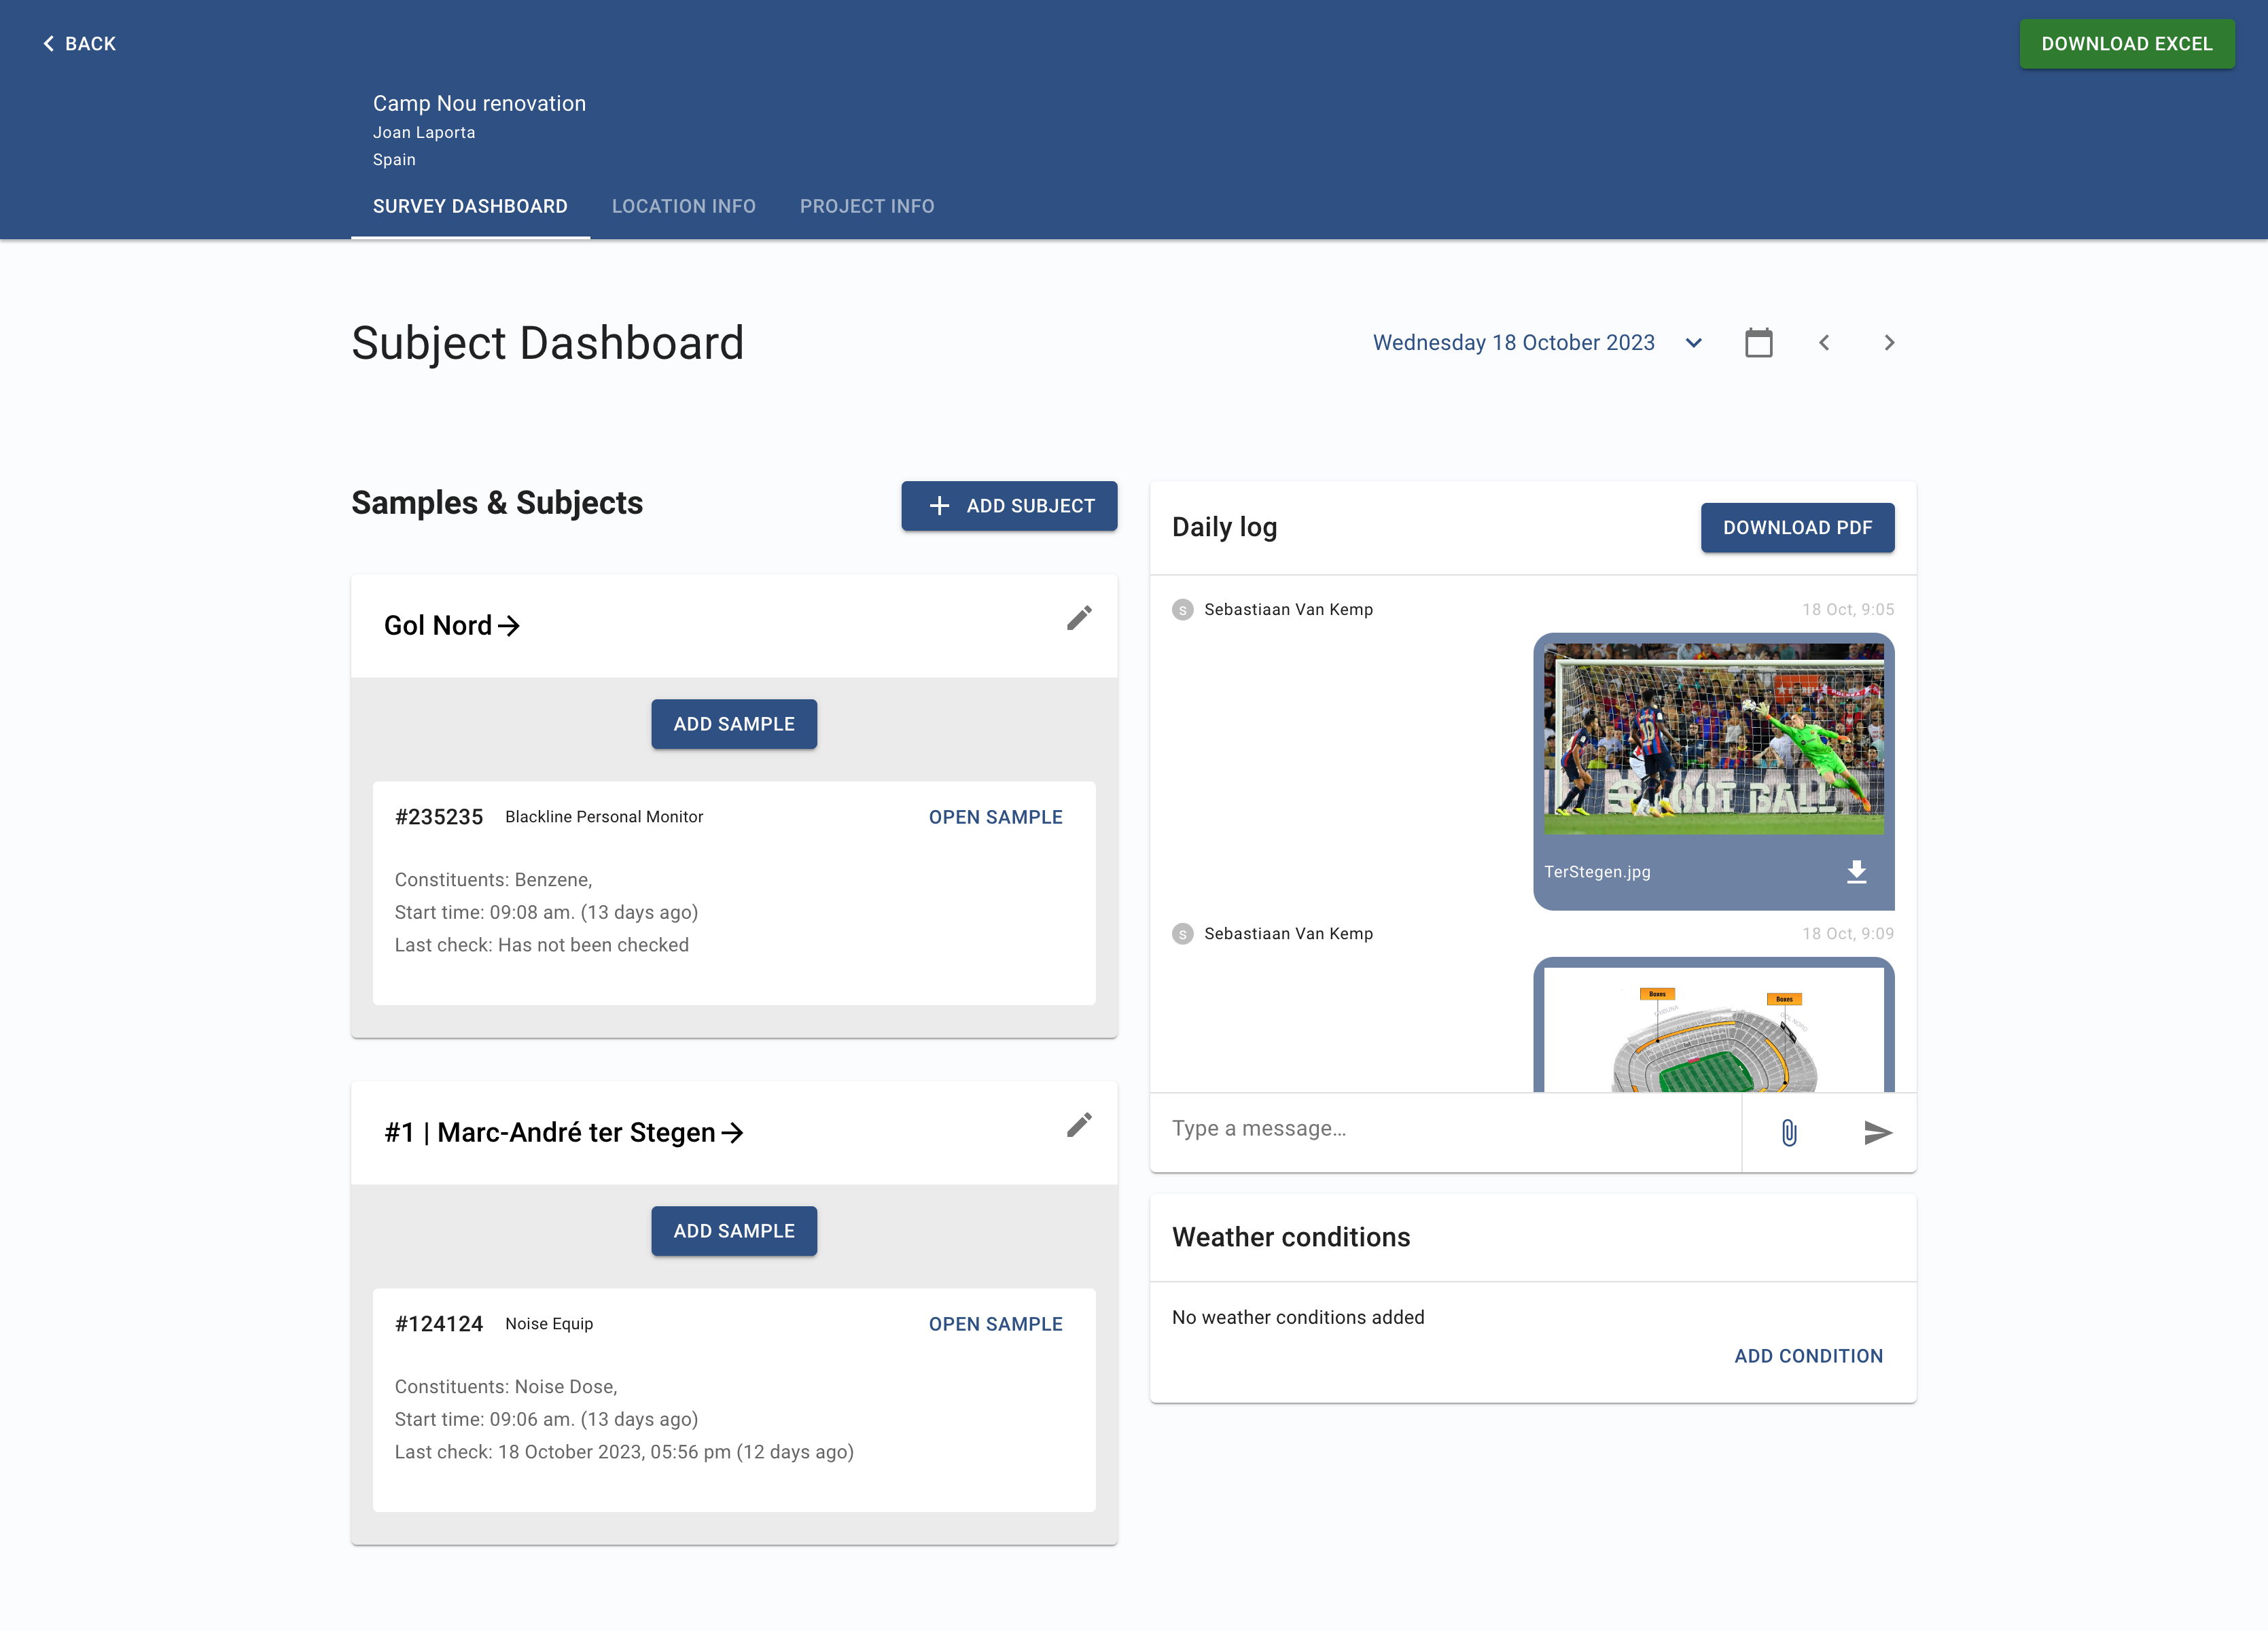 BACK
DOWNLOAD EXCEL
Camp Nou renovation
Joan Laporta
Spain
SURVEY DASHBOARD
LOCATION INFO
PROJECT INFO
Subject Dashboard
Wednesday 18 October 2023
Samples & Subjects
ADD SUBJECT
Gol Nord
ADD SAMPLE
#235235 Blackline Personal Monitor
OPEN SAMPLE
Constituents: Benzene,
Start time: 09:08 am. (13 days ago)
Last check: Has not been checked
#1 | Marc-André ter Stegen
ADD SAMPLE
#124124 Noise Equip
OPEN SAMPLE
Constituents: Noise Dose,
Start time: 09:06 am. (13 days ago)
Last check: 18 October 2023, 05:56 pm (12 days ago)
Daily log
DOWNLOAD PDF
S Sebastiaan Van Kemp
18 Oct, 9:05
10
OOT BALL
TerStegen.jpg
S Sebastiaan Van Kemp
18 Oct, 9:09
Boxes
Boxes
GOL NORD
Type a message...
Weather conditions
No weather conditions added
ADD CONDITION